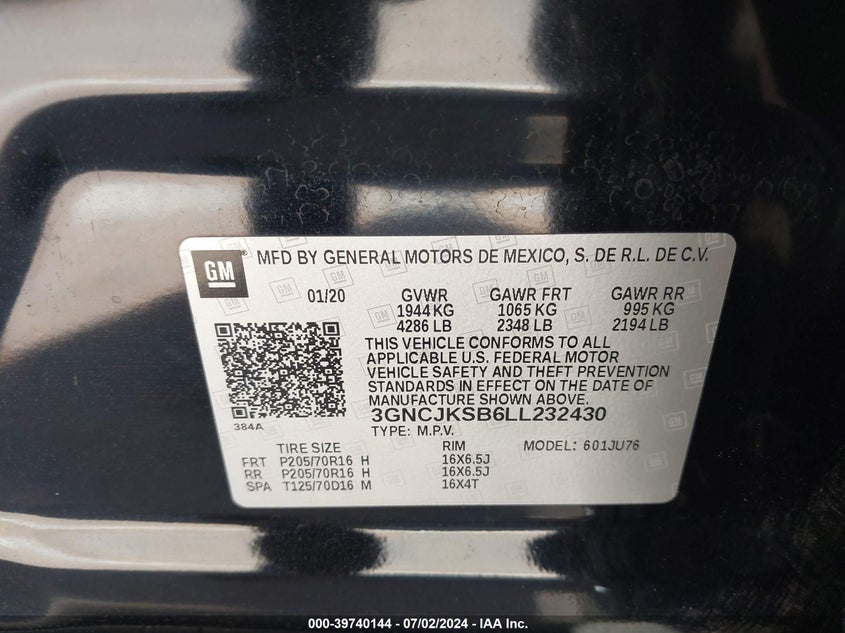 GM ® MFD BY GENERAL MOTORS DE MEXICO, S. DE R.L. DE C.V.
01/20 GVWR GAWR FRT GAWR RR
1944 KG 1065 KG 995 KG
4286 LB 2348 LB 2194 LB
THIS VEHICLE CONFORMS TO ALL
APPLICABLE U.S. FEDERAL MOTOR
VEHICLE SAFETY AND THEFT PREVENTION
STANDARDS IN EFFECT ON THE DATE OF
MANUFACTURE SHOWN ABOVE.
3GNCJKSB6LL232430
384A
TYPE: M.P.V.
TIRE SIZE RIM MODEL: 601JU76
FRT P205/70R16 H 16X6.5J
RR P205/70R16 H 16X6.5J
SPA T125/70D16 M 16X4T
000-39740144 - 07/02/2024 - IAA Inc.